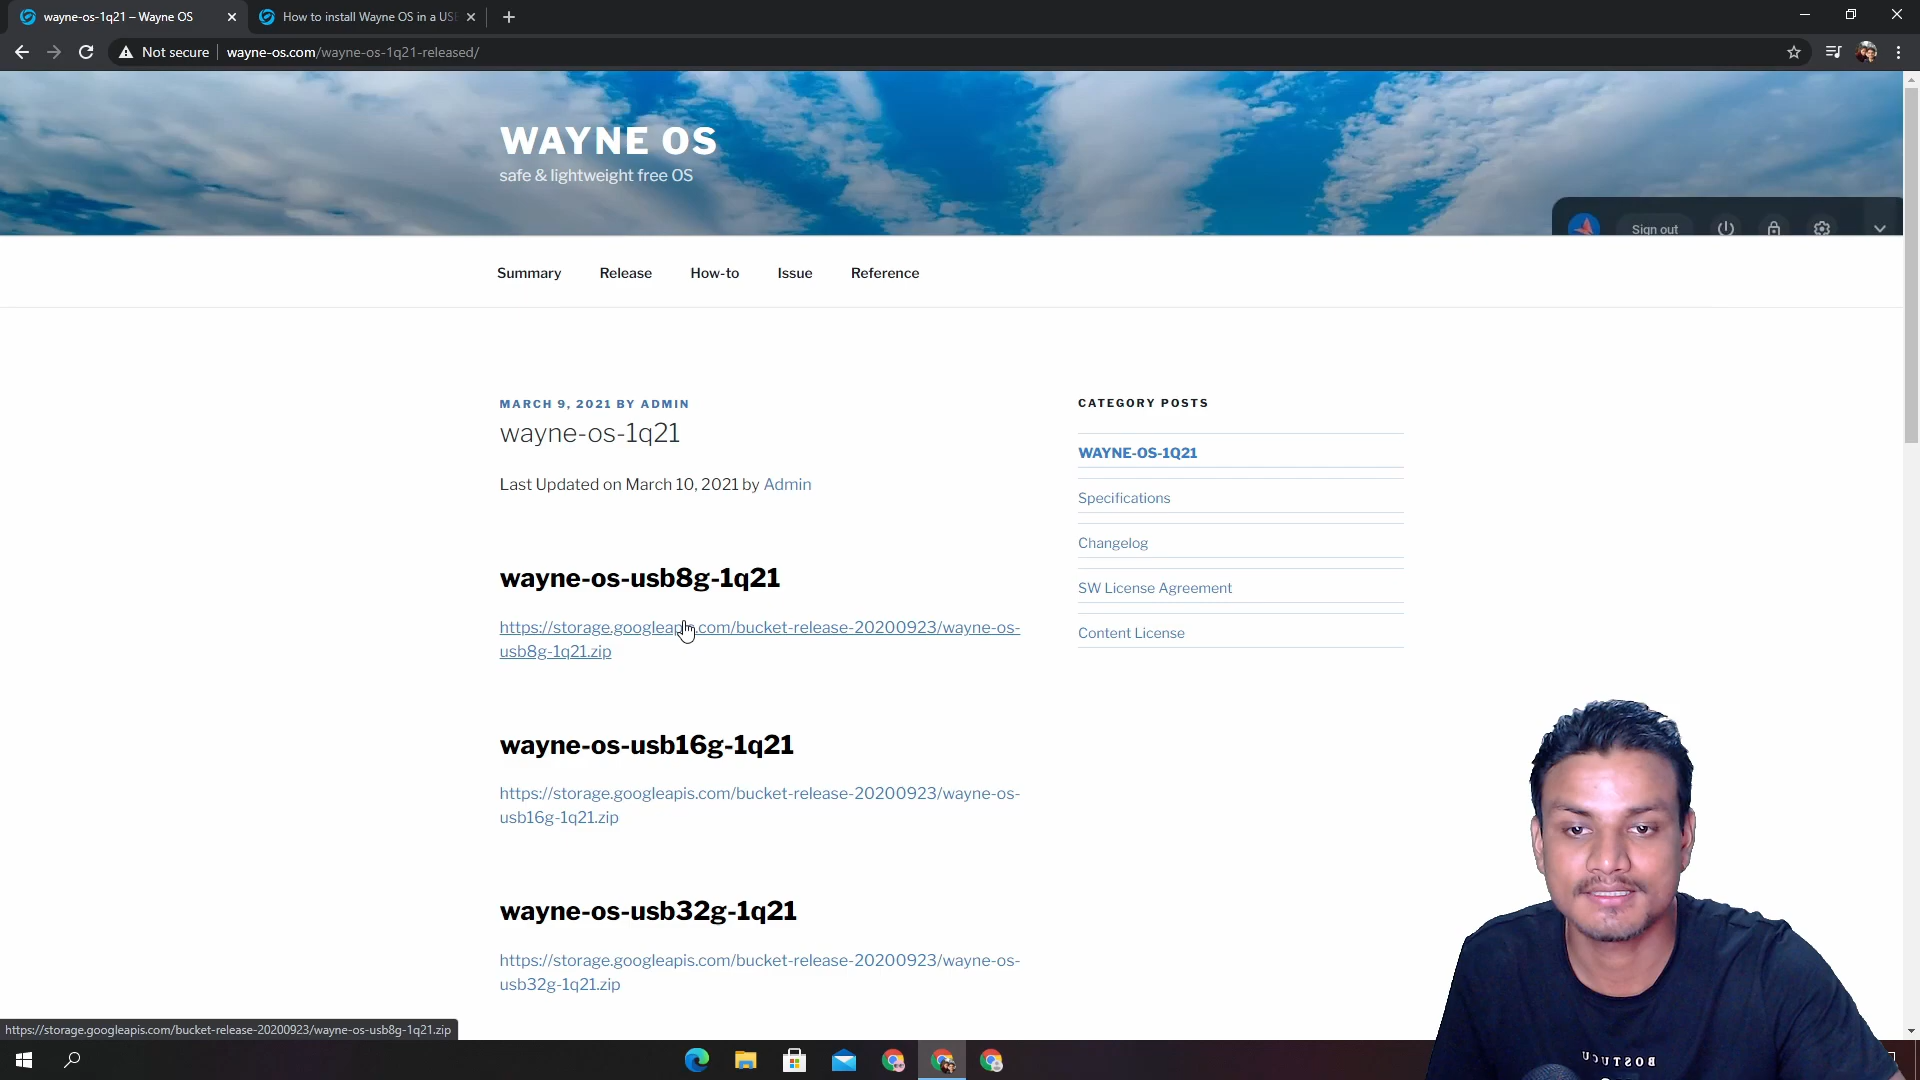 wayne-os-1q21 – Wayne OS
How to install Wayne OS in a USB
Not secure
wayne-os.com/wayne-os-1q21-released/
WAYNE OS
safe & lightweight free OS
Sign out
Summary
Release
How-to
Issue
Reference
MARCH 9, 2021 BY ADMIN
wayne-os-1q21
Last Updated on March 10, 2021 by Admin
wayne-os-usb8g-1q21
https://storage.googleapis.com/bucket-release-20200923/wayne-os-
usb8g-1q21.zip
wayne-os-usb16g-1q21
https://storage.googleapis.com/bucket-release-20200923/wayne-os-
usb16g-1q21.zip
wayne-os-usb32g-1q21
https://storage.googleapis.com/bucket-release-20200923/wayne-os-
usb32g-1q21.zip
CATEGORY POSTS
WAYNE-OS-1Q21
Specifications
Changelog
SW License Agreement
Content License
https://storage.googleapis.com/bucket-release-20200923/wayne-os-usb8g-1q21.zip